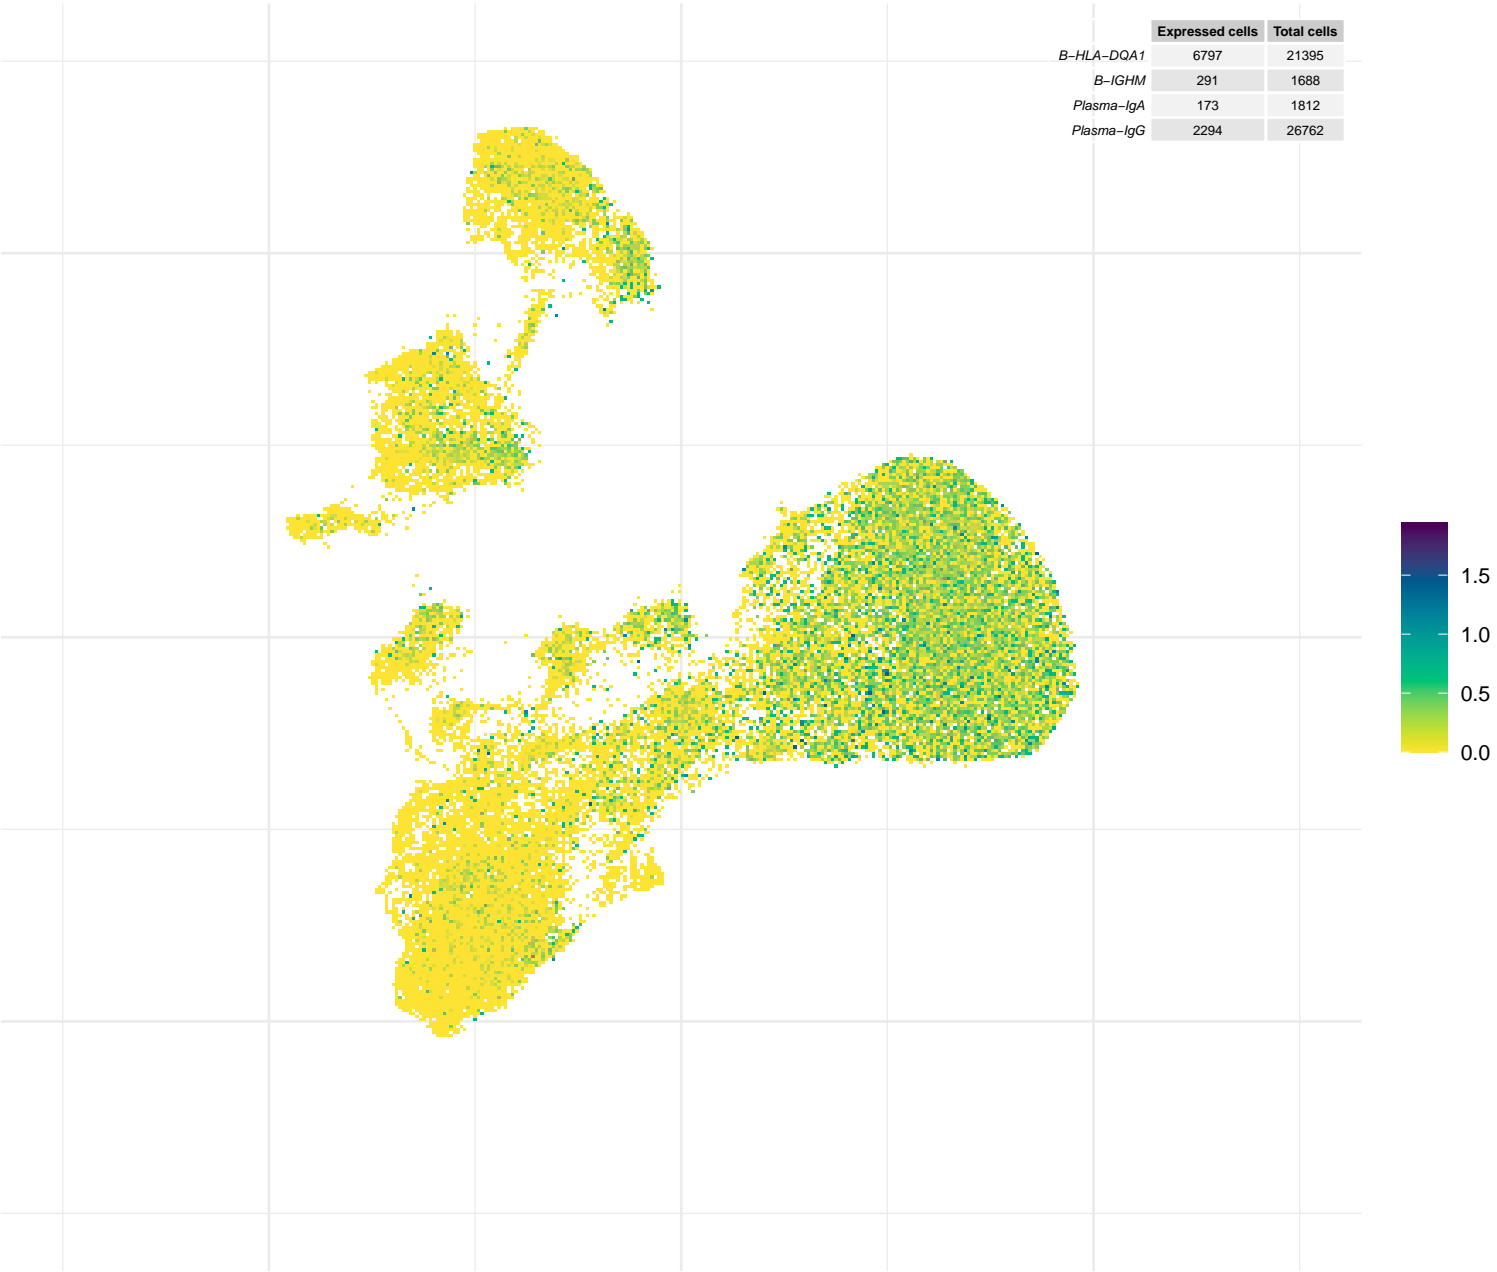 Expressed cells Total cells
B−HLA−DQA1 6797 21395
B−IGHM 291 1688
Plasma−IgA 173 1812
Plasma−IgG 2294 26762
1.5
1.0
0.5
0.0